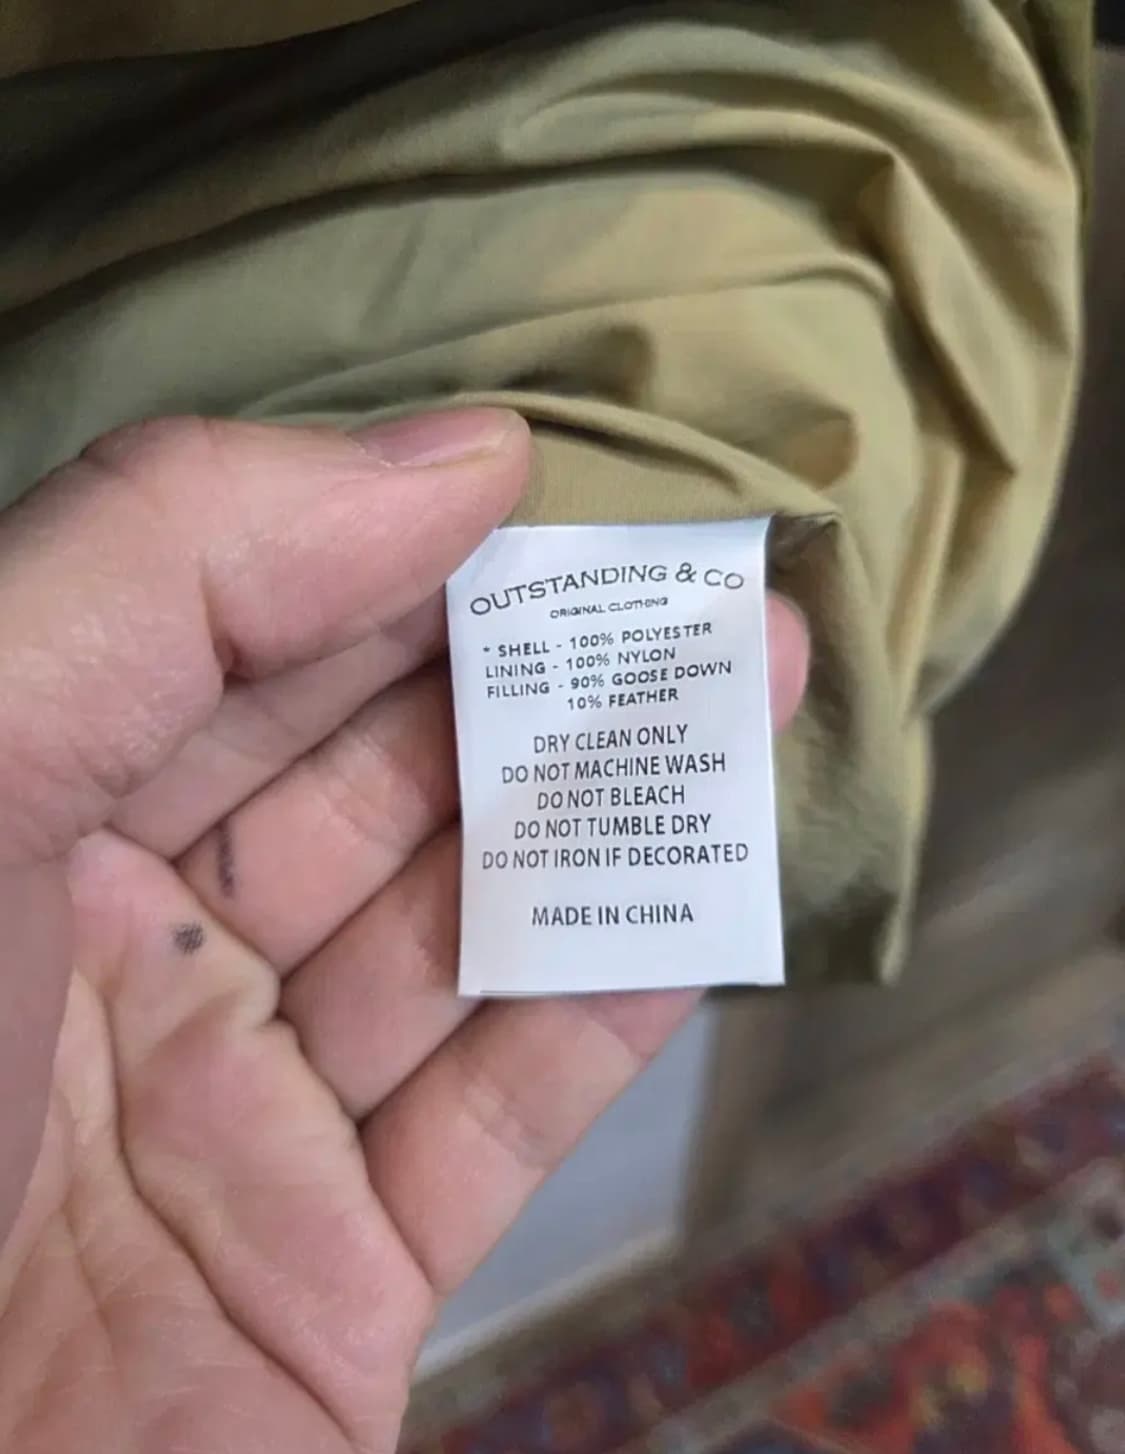 OUTSTANDING & CO
ORIGINAL CLOTHING
* SHELL - 100% POLYESTER
LINING - 100% NYLON
FILLING - 90% GOOSE DOWN
10% FEATHER
DRY CLEAN ONLY
DO NOT MACHINE WASH
DO NOT BLEACH
DO NOT TUMBLE DRY
DO NOT IRON IF DECORATED
MADE IN CHINA